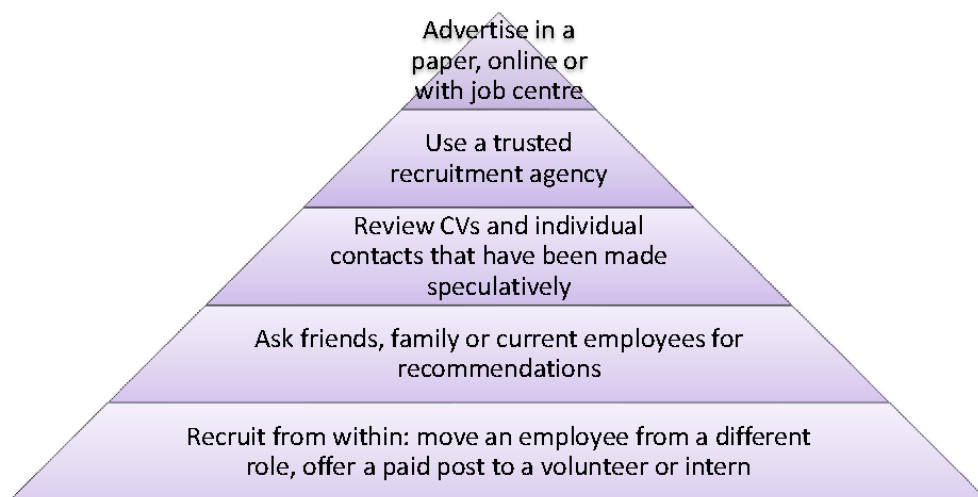 Advertise in a
paper, online or
with job centre
Use a trusted
recruitment agency
Review CVs and individual
contacts that have been made
speculatively
Ask friends, family or current employees for
recommendations
Recruit from within: move an employee from a different
role, offer a paid post to a volunteer or intern